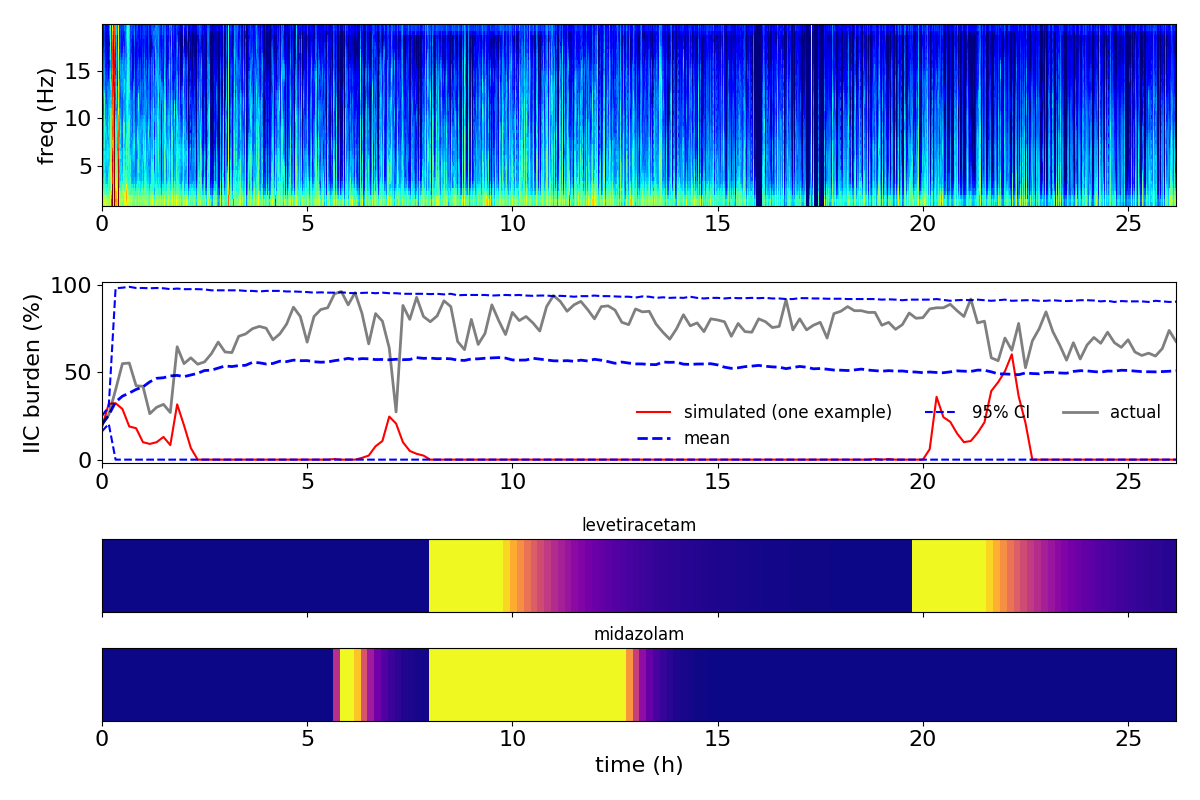 freq (Hz)
15
10
5
0 5 10 15 20 25
IIC burden (%)
100
50
0
simulated (one example) 95% CI actual
mean
0 5 10 15 20 25
levetiracetam
midazolam
0 5 10 15 20 25
time (h)